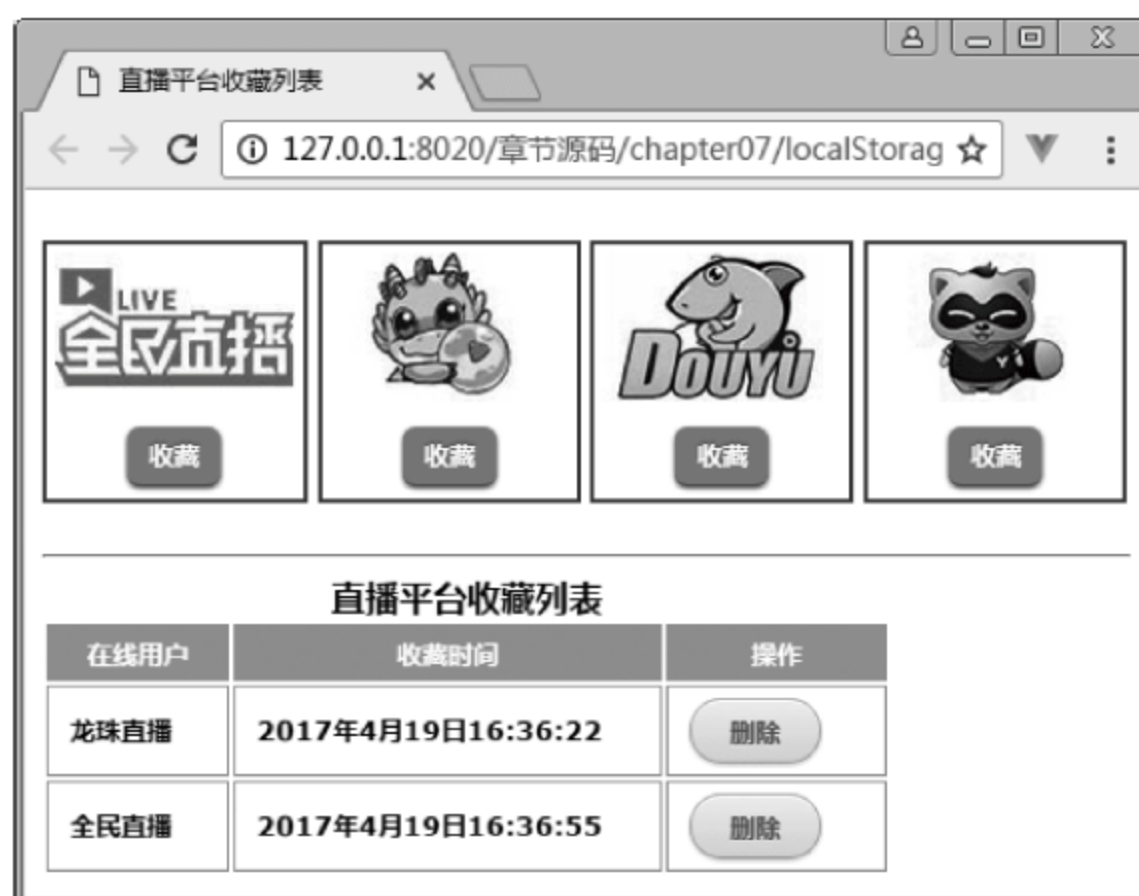 直播平台收藏列表
127.0.0.1:8020/章节源码/chapter07/localStorag
LIVE
全民直播
DOUYU
Y
收藏 收藏 收藏 收藏
直播平台收藏列表
在线用户 收藏时间 操作
龙珠直播 2017年4月19日16:36:22 删除
全民直播 2017年4月19日16:36:55 删除